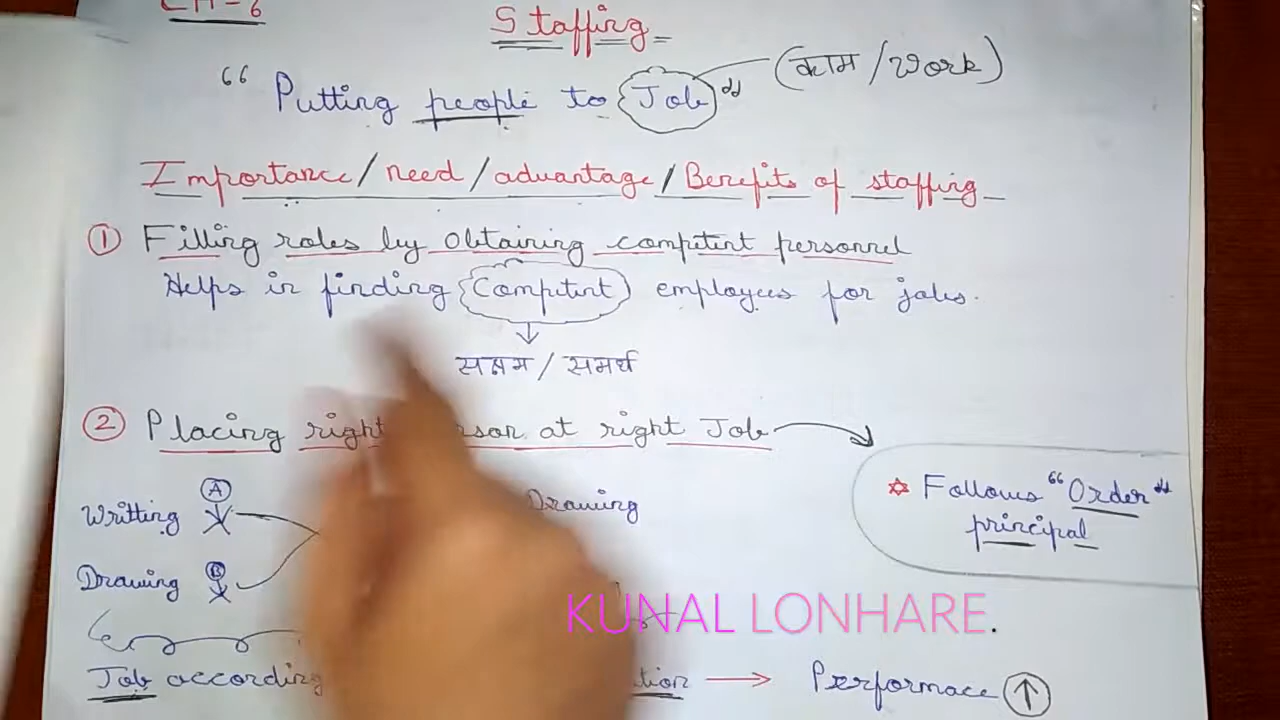 CH-6
Staffing
"Putting people to Job" (काम/work)
Importance/need/advantage/Benefits of staffing
① Filling roles by obtaining competent personnel
Helps in finding Competent employees for jobs.
सक्षम/समर्थ
② Placing right at right Job
☆ Follows "Order"
principal
Writting A Drawing
Drawing B
KUNAL LONHARE.
Job according Performace ↑